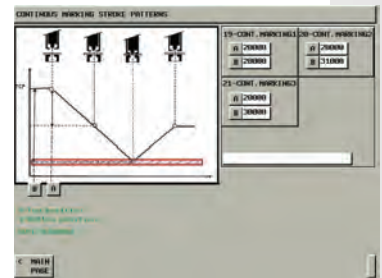 CONTINOUS MARKING STROKE PATTERNS
19-CONT.MARKING1
A 20000
B 20000
20-CONT.MARKING2
A 20000
B 31000
21-CONT.MARKING3
A 20000
B 30000
B A
< MAIN PAGE